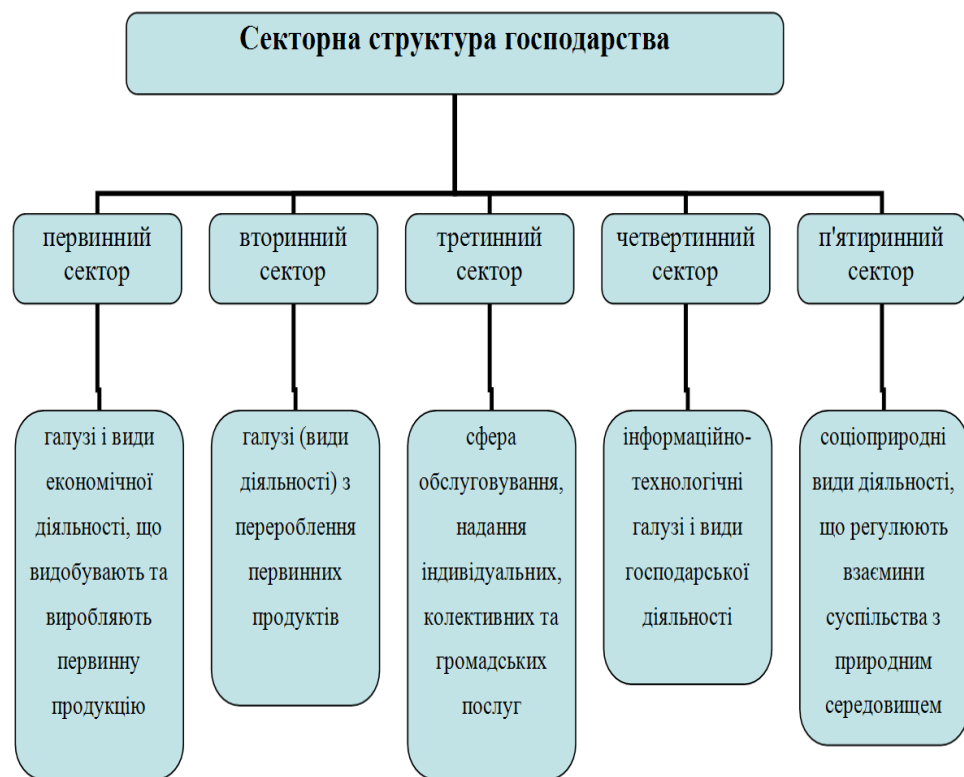 Секторна структура господарства
первинний
сектор
вторинний
сектор
третинний
сектор
четвертинний
сектор
п'ятиринний
сектор
галузі і види
економічної
діяльності, що
видобувають та
виробляють
первинну
продукцію
галузі (види
діяльності) з
перероблення
первинних
продуктів
сфера
обслуговування,
надання
індивідуальних,
колективних та
громадських
послуг
інформаційно-
технологічні
галузі і види
господарської
діяльності
соціоприродні
види діяльності,
що регулюють
взаємини
суспільства з
природним
середовищем